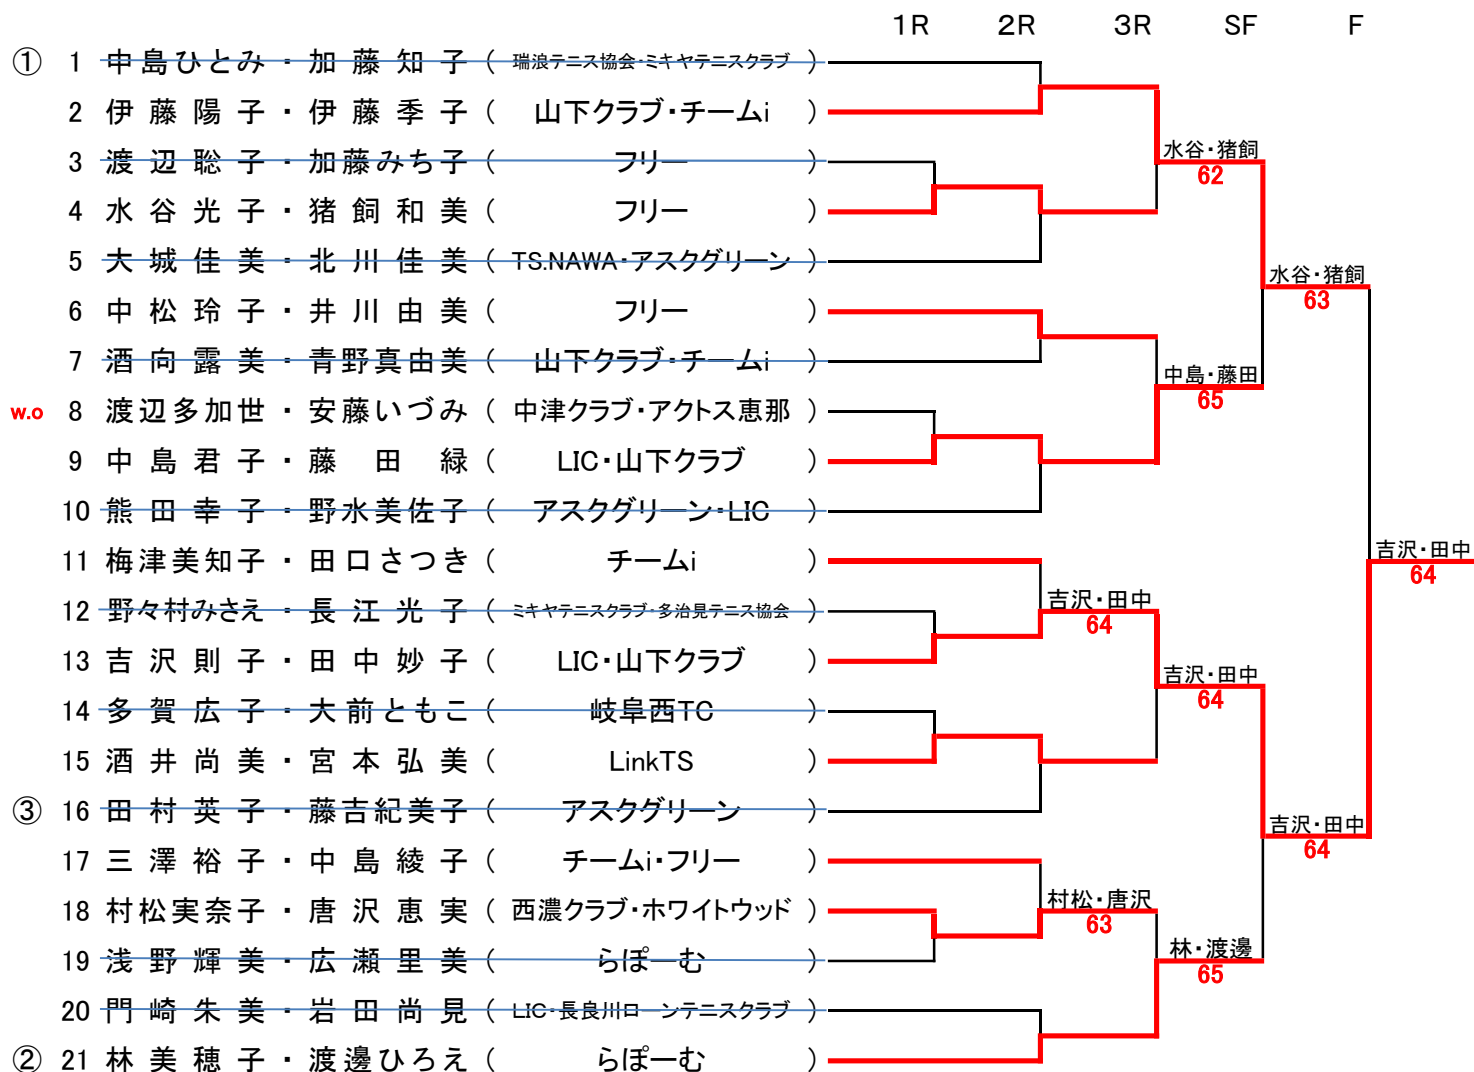 1R 2R 3R SF F
① 1 中島ひとみ・加藤知子 ( 瑞浪テニス協会・ミキヤテニスクラブ )
2 伊藤陽子・伊藤季子 ( 山下クラブ・チームi )
3 渡辺聡子・加藤みち子 ( フリー )
水谷・猪飼
62
4 水谷光子・猪飼和美 ( フリー )
5 大城佳美・北川佳美 ( TS.NAWA・アスクグリーン )
水谷・猪飼
63
6 中松玲子・井川由美 ( フリー )
7 酒向露美・青野真由美 ( 山下クラブ・チームi )
中島・藤田
65
w.o 8 渡辺多加世・安藤いづみ ( 中津クラブ・アクトス恵那 )
9 中島君子・藤田緑 ( LIC・山下クラブ )
10 熊田幸子・野水美佐子 ( アスクグリーン・LIC )
11 梅津美知子・田口さつき ( チームi )
吉沢・田中
64
12 野々村みさえ・長江光子 ( ミキヤテニスクラブ・多治見テニス協会 )
吉沢・田中
64
13 吉沢則子・田中妙子 ( LIC・山下クラブ )
吉沢・田中
64
14 多賀広子・大前ともこ ( 岐阜西TC )
15 酒井尚美・宮本弘美 ( LinkTS )
③ 16 田村英子・藤吉紀美子 ( アスクグリーン )
吉沢・田中
64
17 三澤裕子・中島綾子 ( チームi・フリー )
18 村松実奈子・唐沢恵実 ( 西濃クラブ・ホワイトウッド )
村松・唐沢
63
19 浅野輝美・広瀬里美 ( らぽーむ )
林・渡邊
65
20 門崎朱美・岩田尚見 ( LIC・長良川ローンテニスクラブ )
② 21 林美穂子・渡邊ひろえ ( らぽーむ )